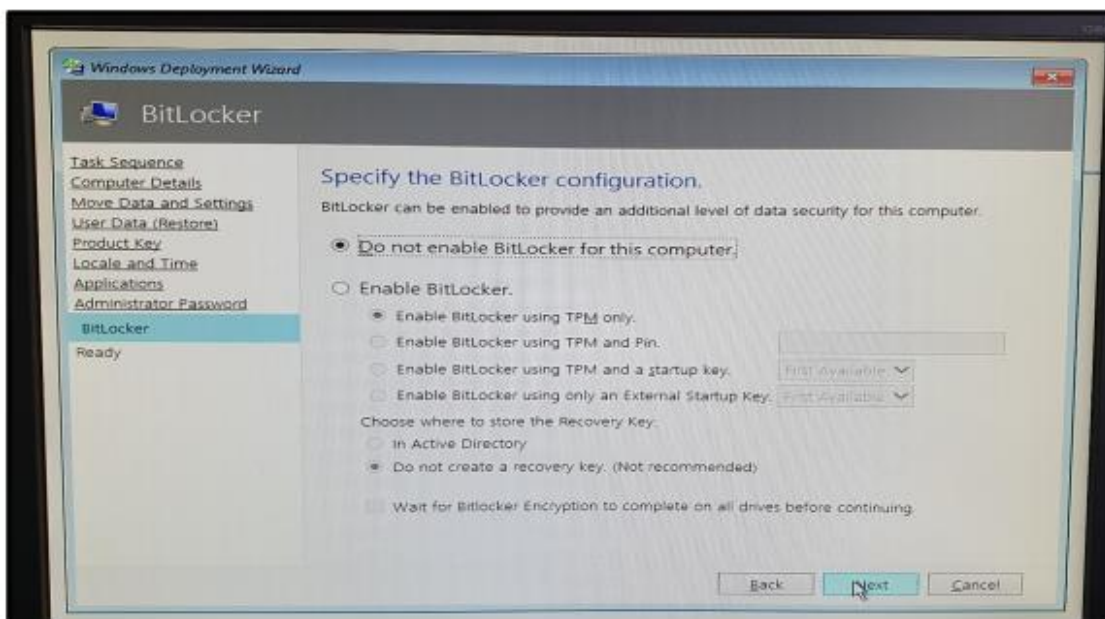 Windows Deployment Wizard
BitLocker
Task Sequence
Computer Details
Move Data and Settings
User Data (Restore)
Product Key
Locale and Time
Applications
Administrator Password
BitLocker
Ready
Specify the BitLocker configuration.
BitLocker can be enabled to provide an additional level of data security for this computer.
Do not enable BitLocker for this computer.
Enable BitLocker.
Enable BitLocker using TPM only.
Enable BitLocker using TPM and Pin.
Enable BitLocker using TPM and a startup key. First Available
Enable BitLocker using only an External Startup Key. First Available
Choose where to store the Recovery Key:
In Active Directory
Do not create a recovery key. (Not recommended)
Wait for Bitlocker Encryption to complete on all drives before continuing.
Back Next Cancel